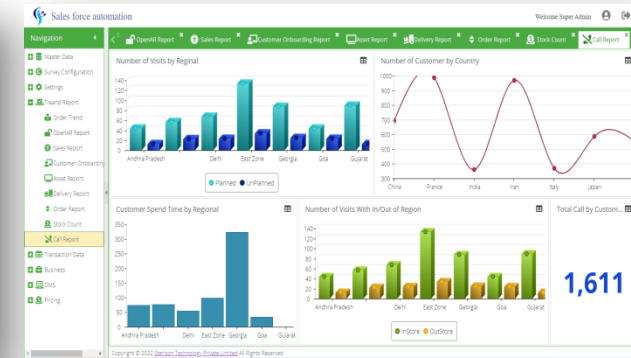 Sales force automation
Welcome Super Admin
Navigation
OpenAR Report
Sales Report
Customer Onboarding Report
Asset Report
Delivery Report
Order Report
Stock Count
Call Report
Master Data
Survey Configuration
Settings
Treand Report
Order Trend
OpenAR Report
Sales Report
Customer Onboarding
Asset Report
Delivery Report
Order Report
Stock Count
Call Report
Transaction Data
Business
DMS
Pricing
Number of Visits by Reginal
140
120
100
80
60
40
20
0
Andhra Pradesh
Delhi
East Zone
Georgia
Goa
Gujarat
Planned
UnPlanned
Number of Customer by Country
1000
900
800
700
600
500
400
300
China
France
India
Iran
Italy
Japan
Customer Spend Time by Regional
350
300
250
200
150
100
50
0
Andhra Pradesh
Delhi
East Zone
Georgia
Goa
Gujarat
Number of Visits With In/Out of Region
140
120
100
80
60
40
20
0
Andhra Pradesh
Delhi
East Zone
Georgia
Goa
Gujarat
InStore
OutStore
Total Call by Custom...
1,611
Copyright © 2022 Sterison Technology Private Limited All Rights Reserved